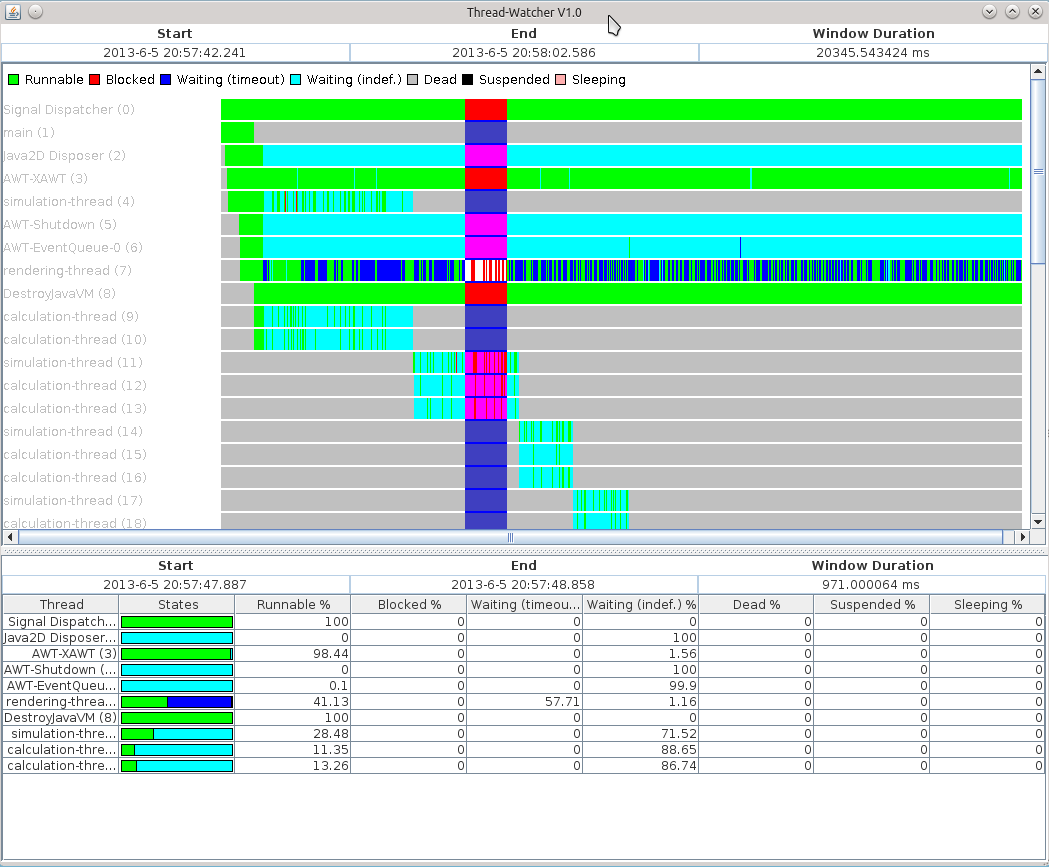 Thread-Watcher V1.0
Start End Window Duration
2013-6-5 20:57:42.241 2013-6-5 20:58:02.586 20345.543424 ms
Runnable Blocked Waiting (timeout) Waiting (indef.) Dead Suspended Sleeping
Signal Dispatcher (0)
main (1)
Java2D Disposer (2)
AWT-XAWT (3)
simulation-thread (4)
AWT-Shutdown (5)
AWT-EventQueue-0 (6)
rendering-thread (7)
DestroyJavaVM (8)
calculation-thread (9)
calculation-thread (10)
simulation-thread (11)
calculation-thread (12)
calculation-thread (13)
simulation-thread (14)
calculation-thread (15)
calculation-thread (16)
simulation-thread (17)
calculation-thread (18)
Start End Window Duration
2013-6-5 20:57:47.887 2013-6-5 20:57:48.858 971.000064 ms
Thread States Runnable % Blocked % Waiting (timeou... Waiting (indef.) % Dead % Suspended % Sleeping %
Signal Dispatch... 100 0 0 0 0 0 0
Java2D Disposer... 0 0 0 100 0 0 0
AWT-XAWT (3) 98.44 0 0 1.56 0 0 0
AWT-Shutdown (... 0 0 0 100 0 0 0
AWT-EventQueu... 0.1 0 0 99.9 0 0 0
rendering-threa... 41.13 0 57.71 1.16 0 0 0
DestroyJavaVM (8) 100 0 0 0 0 0 0
simulation-thre... 28.48 0 0 71.52 0 0 0
calculation-thre... 11.35 0 0 88.65 0 0 0
calculation-thre... 13.26 0 0 86.74 0 0 0